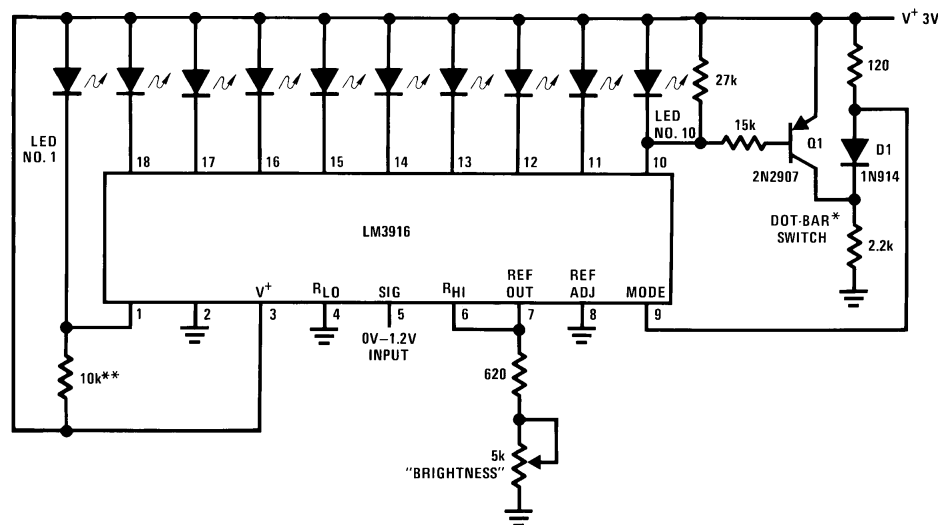 V+ 3V
27k
120
LED
NO. 1
LED
NO. 10
15k
Q1
D1
2N2907
1N914
18
17
16
15
14
13
12
11
10
DOT-BAR*
SWITCH
2.2k
LM3916
V+
RLO
SIG
RHI
REF
OUT
REF
ADJ
MODE
1
2
3
4
5
6
7
8
9
0V–1.2V
INPUT
10k**
620
5k
"BRIGHTNESS"